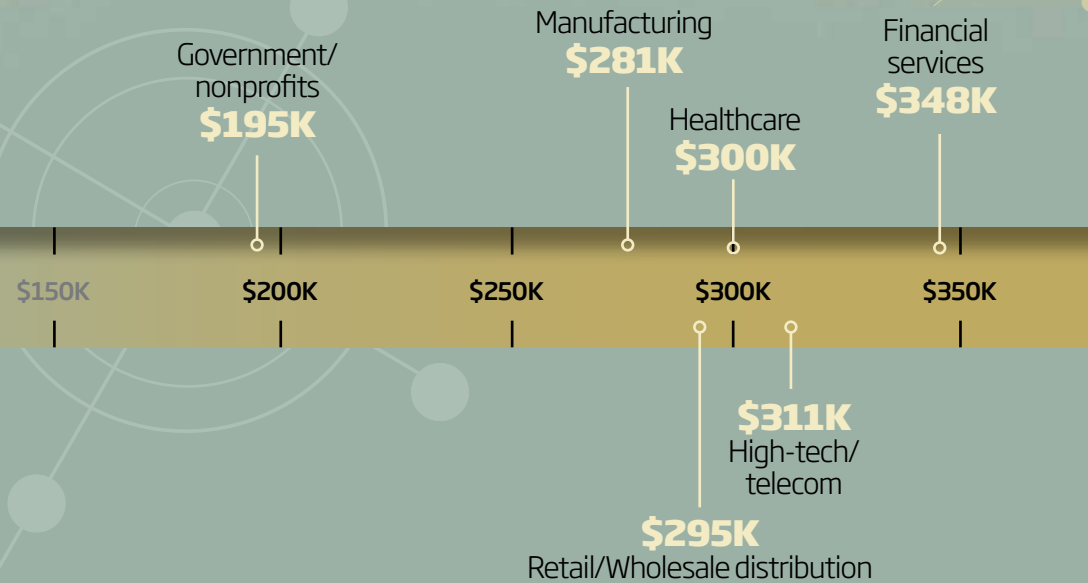 Government/
nonprofits
$195K
Manufacturing
$281K
Healthcare
$300K
Financial
services
$348K
$150K
$200K
$250K
$300K
$350K
$311K
High-tech/
telecom
$295K
Retail/Wholesale distribution